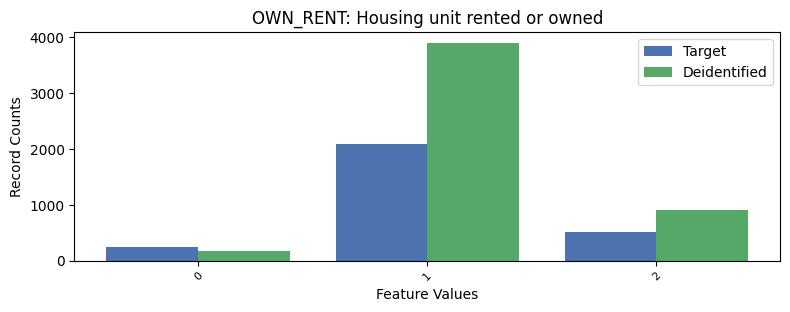 OWN_RENT: Housing unit rented or owned
Target
Deidentified
Record Counts
4000
3000
2000
1000
0
0
1
2
Feature Values